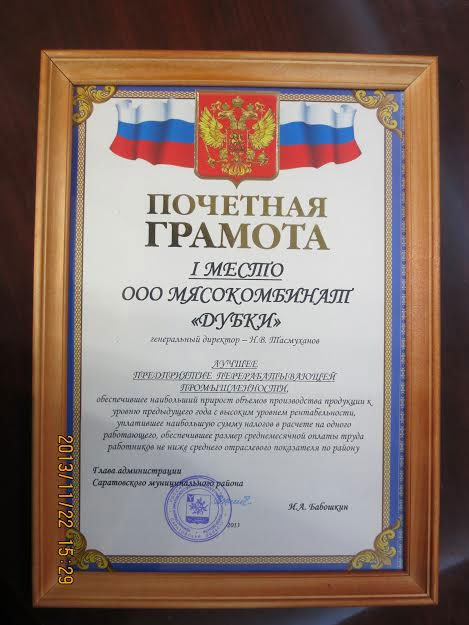 ПОЧЕТНАЯ
ГРАМОТА
I МЕСТО
ООО МЯСОКОМБИНАТ
«ДУБКИ»
генеральный директор – Н.В. Тасмуханов
ЛУЧШЕЕ
ПРЕДПРИЯТИЕ ПЕРЕРАБАТЫВАЮЩЕЙ
ПРОМЫШЛЕННОСТИ,
обеспечившее наибольший прирост объемов производства продукции к
уровню предыдущего года с высоким уровнем рентабельности,
уплатившее наибольшую сумму налогов в расчете на одного
работающего, обеспечившее размер среднемесячной оплаты труда
работников не ниже среднего отраслевого показателя по району
Глава администрации
Саратовского муниципального района
И.А. Бабошкин
2013
2013/11/22 15:29